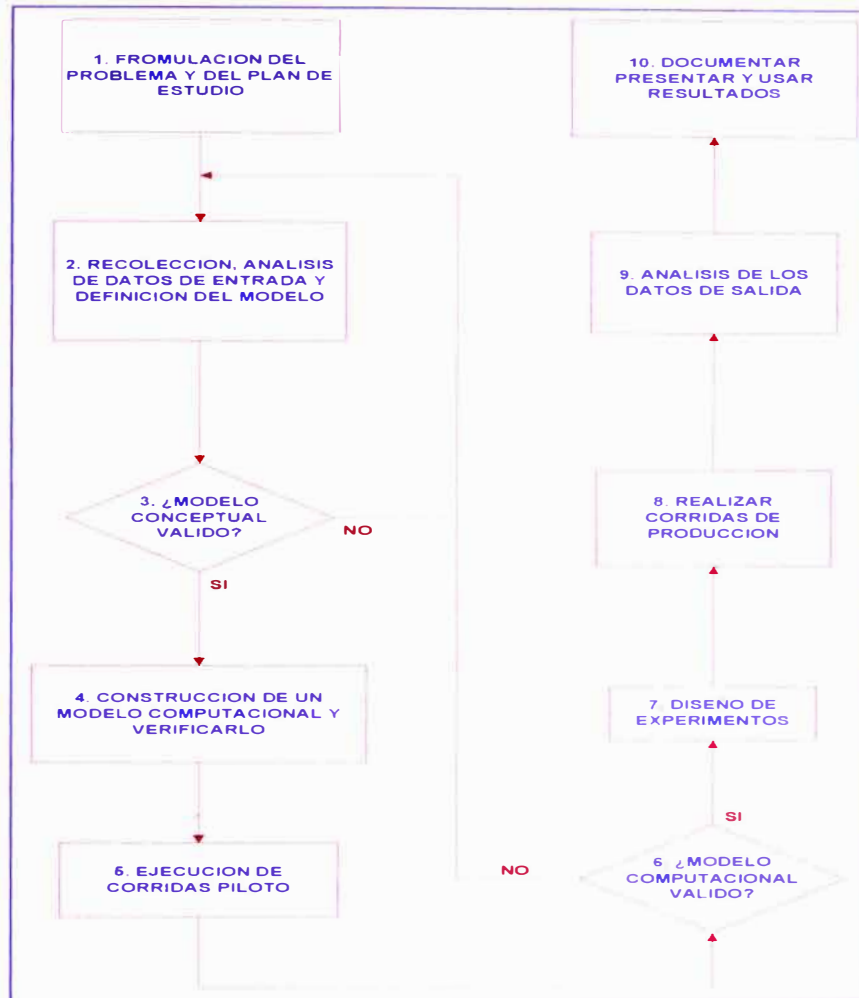 1. FROMULACION DEL
PROBLEMA Y DEL PLAN DE
ESTUDIO
2. RECOLECCION, ANALISIS
DE DATOS DE ENTRADA Y
DEFINICION DEL MODELO
3. ¿MODELO
CONCEPTUAL
VALIDO?
NO
SI
4. CONSTRUCCION DE UN
MODELO COMPUTACIONAL Y
VERIFICARLO
5. EJECUCION DE
CORRIDAS PILOTO
NO
6. ¿MODELO
COMPUTACIONAL
VALIDO?
SI
7. DISENO DE
EXPERIMENTOS
8. REALIZAR
CORRIDAS DE
PRODUCCION
9. ANALISIS DE LOS
DATOS DE SALIDA
10. DOCUMENTAR
PRESENTAR Y USAR
RESULTADOS